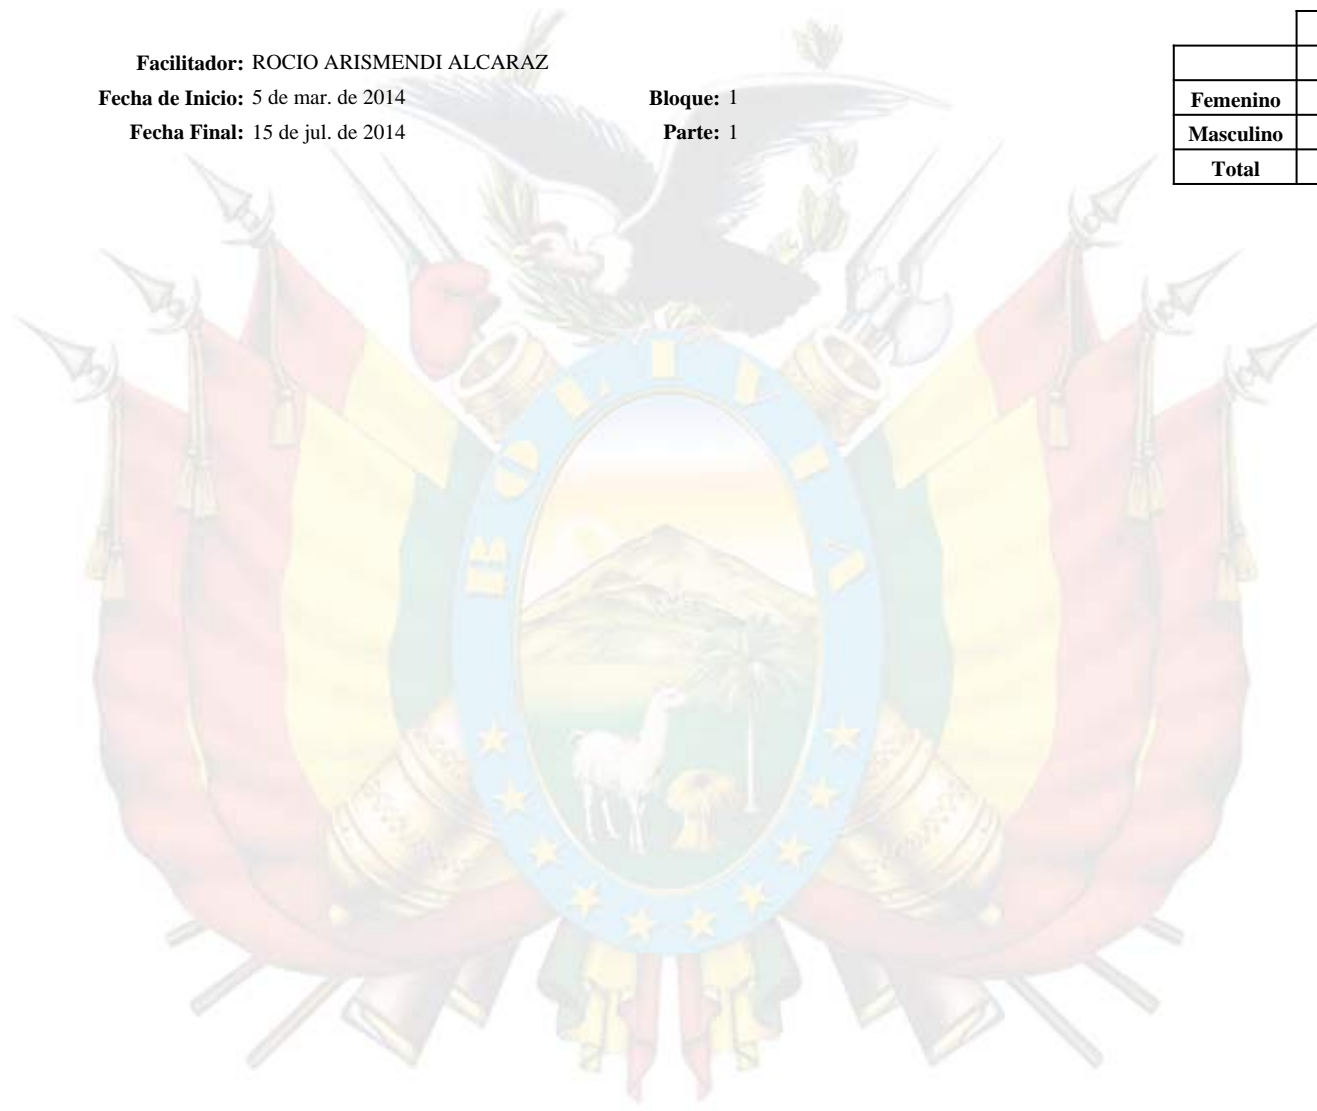 Facilitador: ROCIO ARISMENDI ALCARAZ
Fecha de Inicio: 5 de mar. de 2014 Bloque: 1
Fecha Final: 15 de jul. de 2014 Parte: 1
Femenino
Masculino
Total
BOLIVIA